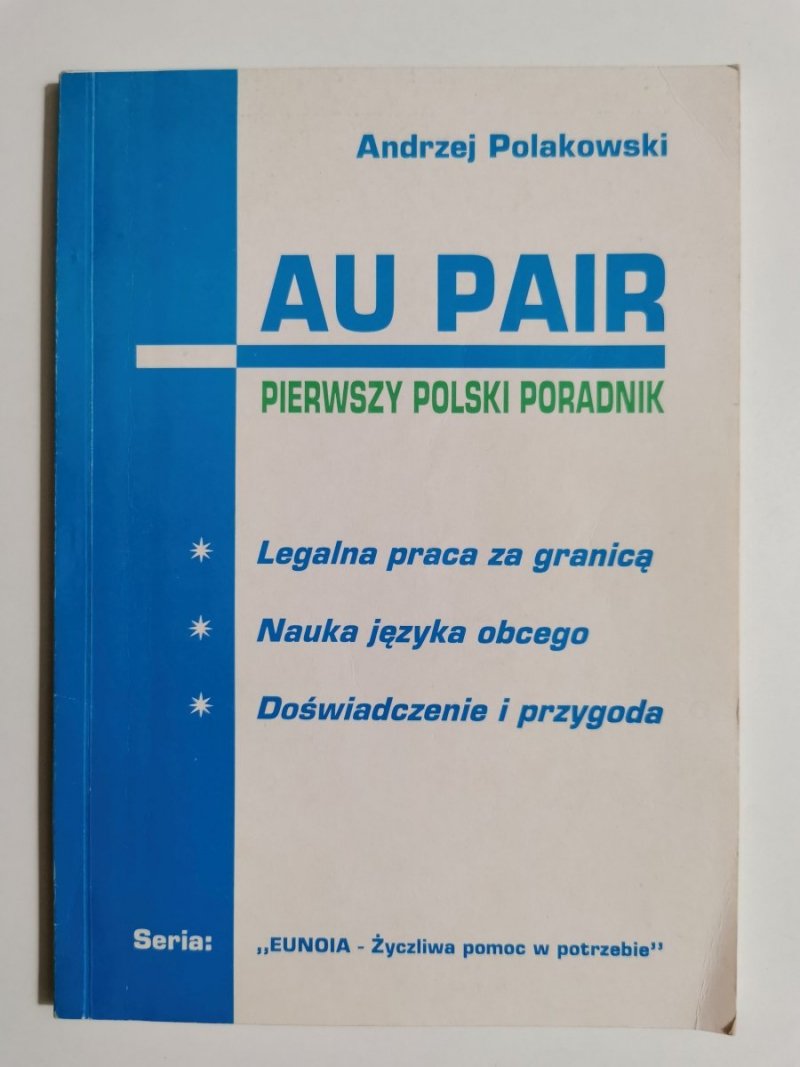 Andrzej Polakowski
AU PAIR
PIERWSZY POLSKI PORADNIK
Legalna praca za granicą
Nauka języka obcego
Doświadczenie i przygoda
Seria: ,,EUNOIA - Życzliwa pomoc w potrzebie”